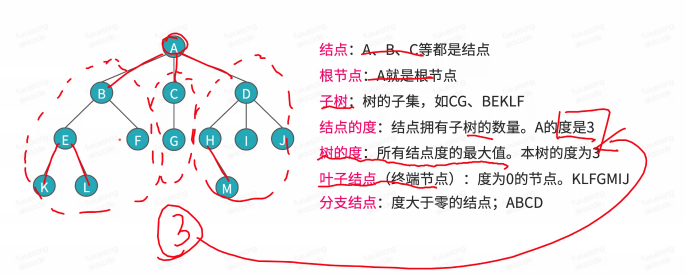 A
B
C
D
E
F
G
H
I
J
K
L
M
结点：A、B、C等都是结点
根节点：A就是根节点
子树：树的子集，如CG、BEKLF
结点的度：结点拥有子树的数量。A的度是3
树的度：所有结点度的最大值。本树的度为3
叶子结点（终端节点）：度为0的节点。KLFGMIJ
分支结点：度大于零的结点；ABCD
3